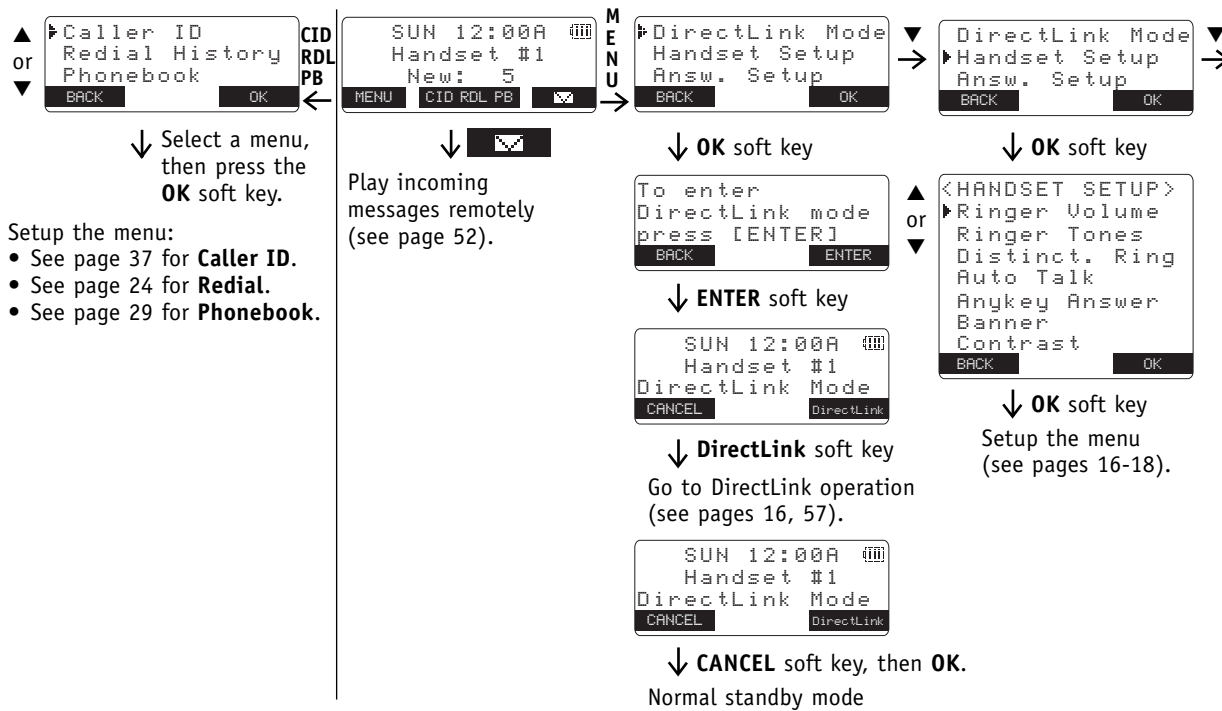 ▲
or
▼
Caller ID
Redial History
Phonebook
BACK OK
CID
RDL
PB
Select a menu,
then press the
OK soft key.
Setup the menu:
• See page 37 for Caller ID.
• See page 24 for Redial.
• See page 29 for Phonebook.
SUN 12:00A
Handset #1
New: 5
MENU CID RDL PB
Play incoming
messages remotely
(see page 52).
MENU
DirectLink Mode
Handset Setup
Answ. Setup
BACK OK
OK soft key
To enter
DirectLink mode
press [ENTER]
BACK ENTER
ENTER soft key
SUN 12:00A
Handset #1
DirectLink Mode
CANCEL DirectLink
DirectLink soft key
Go to DirectLink operation
(see pages 16, 57).
SUN 12:00A
Handset #1
DirectLink Mode
CANCEL DirectLink
CANCEL soft key, then OK.
Normal standby mode
▼
DirectLink Mode
Handset Setup
Answ. Setup
BACK OK
▼
OK soft key
▲
or
▼
<HANDSET SETUP>
Ringer Volume
Ringer Tones
Distinct. Ring
Auto Talk
Anykey Answer
Banner
Contrast
BACK OK
OK soft key
Setup the menu
(see pages 16-18).